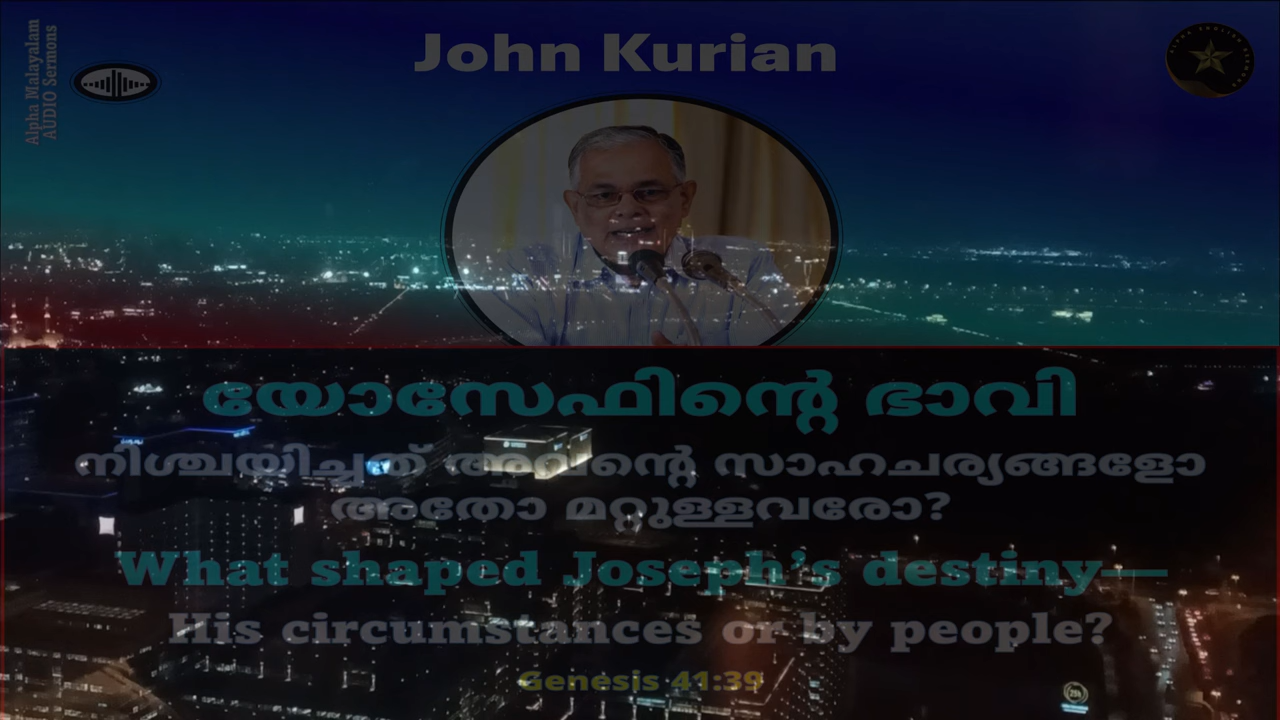 Alpha Malayalam
AUDIO Sermons
John Kurian
യോസേഫിന്റെ ഭാവി
നിശ്ചയ്യിച്ചത് അവന്റെ സാഹചര്യങ്ങളോ
അതോ മറ്റുള്ളവരോ?
What shaped Joseph's destiny—
His circumstances or by people?
Genesis 41:39